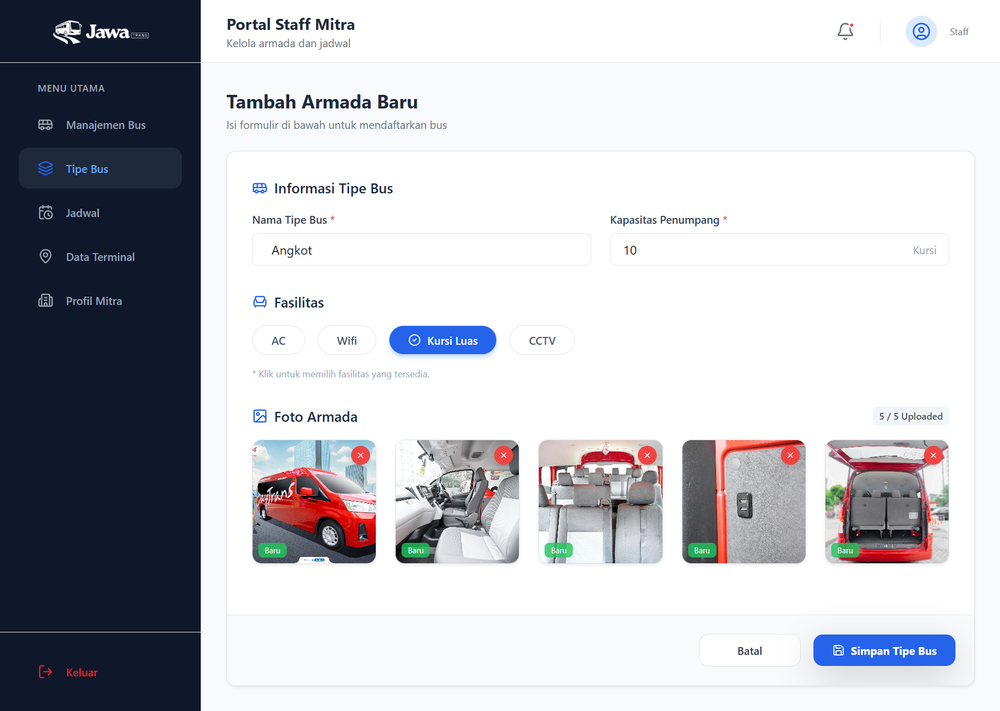 Jawa
TRANS
Portal Staff Mitra
Kelola armada dan jadwal
Staff
MENU UTAMA
Manajemen Bus
Tipe Bus
Jadwal
Data Terminal
Profil Mitra
Keluar
Tambah Armada Baru
Isi formulir di bawah untuk mendaftarkan bus
Informasi Tipe Bus
Nama Tipe Bus *
Angkot
Kapasitas Penumpang *
10
Kursi
Fasilitas
AC
Wifi
Kursi Luas
CCTV
* Klik untuk memilih fasilitas yang tersedia.
Foto Armada
5 / 5 Uploaded
DayTrans
Baru
Baru
Baru
Baru
Baru
Batal
Simpan Tipe Bus